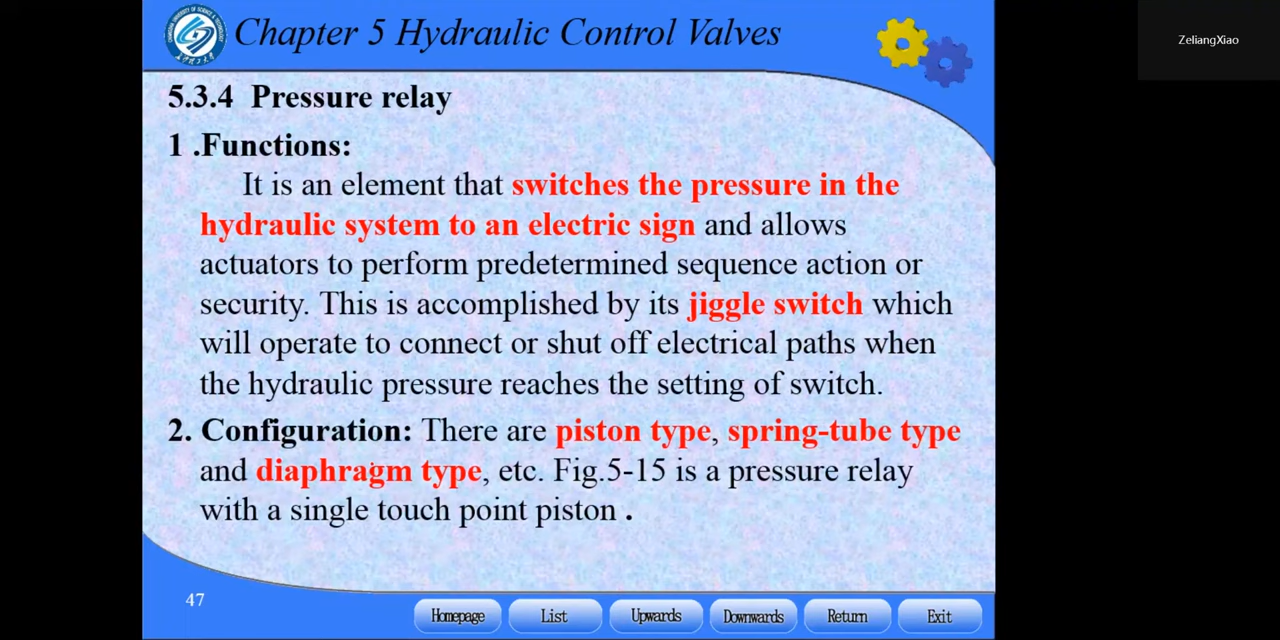 Chapter 5 Hydraulic Control Valves
ZeliangXiao
5.3.4 Pressure relay
1 .Functions:
It is an element that switches the pressure in the
hydraulic system to an electric sign and allows
actuators to perform predetermined sequence action or
security. This is accomplished by its jiggle switch which
will operate to connect or shut off electrical paths when
the hydraulic pressure reaches the setting of switch.
2. Configuration: There are piston type, spring-tube type
and diaphragm type, etc. Fig.5-15 is a pressure relay
with a single touch point piston .
47
Homepage List Upwards Downwards Return Exit